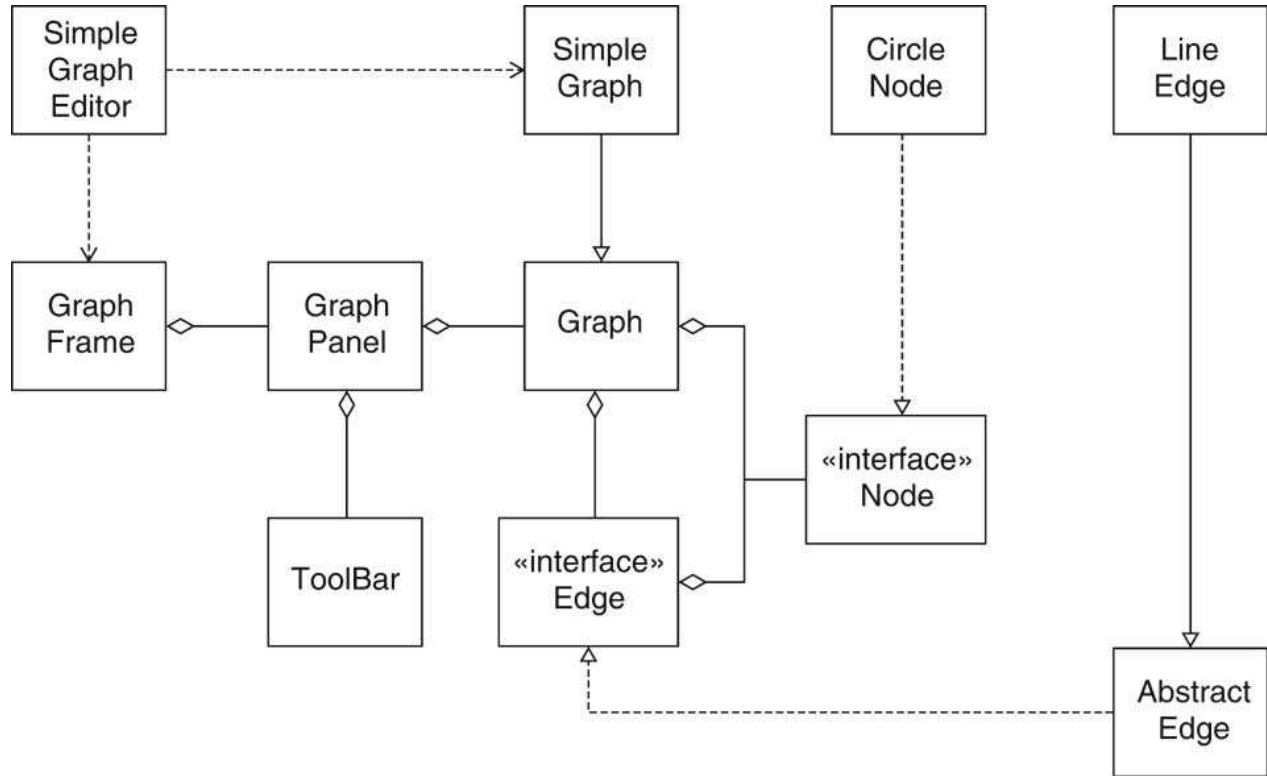 Simple
Graph
Editor
Simple
Graph
Circle
Node
Line
Edge
Graph
Frame
Graph
Panel
Graph
«interface»
Node
ToolBar
«interface»
Edge
Abstract
Edge